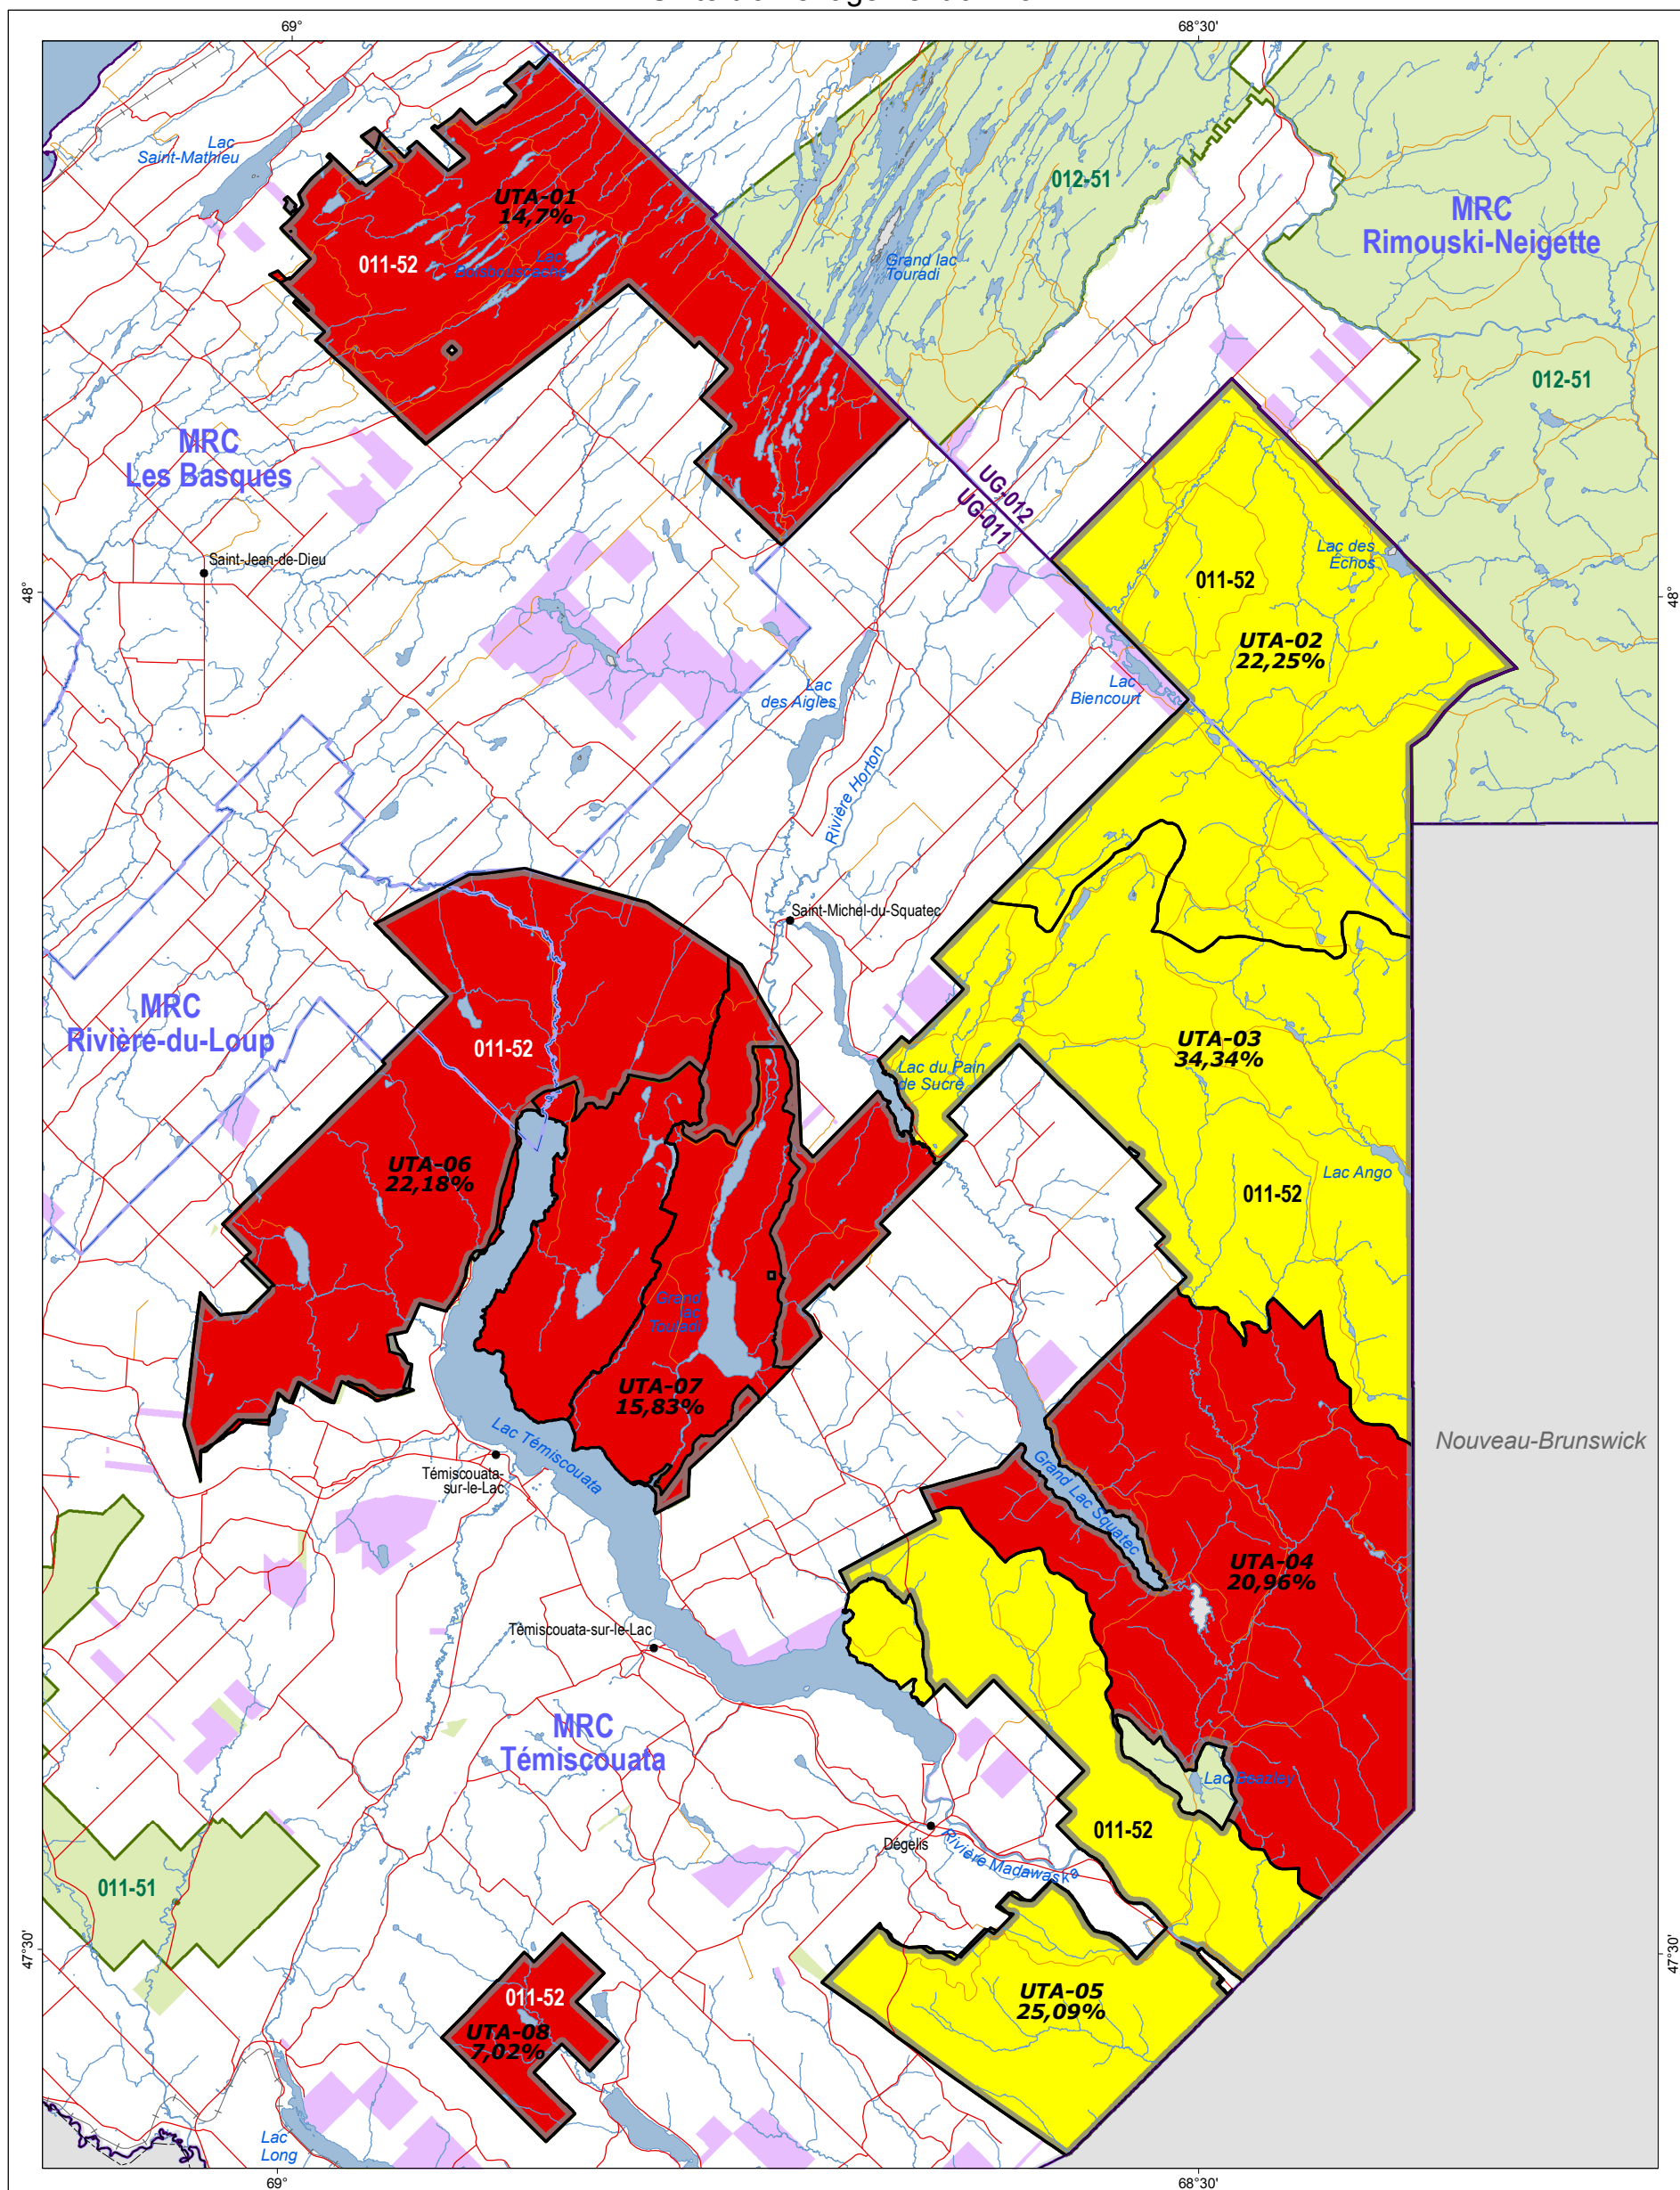 69°
68°30'
Lac
Saint-Mathieu
UTA-01
14,7%
011-52
Lac
Boisbouscache
012-51
Grand lac
Touradi
MRC
Rimouski-Neigette
012-51
MRC
Les Basques
UG-012
UG-011
Saint-Jean-de-Dieu
48°
48°
Lac des
Échos
011-52
UTA-02
22,25%
Lac
des Aigles
Lac
Biencourt
Rivière Horton
Saint-Michel-du-Squatec
MRC
Rivière-du-Loup
011-52
UTA-03
34,34%
Lac du Pain
de Sucre
UTA-06
22,18%
Lac Ango
011-52
Grand
lac
Touladi
UTA-07
15,83%
Lac Témiscouata
Témiscouata-
sur-le-Lac
Nouveau-Brunswick
Grand Lac Squatec
UTA-04
20,96%
Témiscouata-sur-le-Lac
MRC
Témiscouata
Lac Beazley
011-52
Dégelis
Rivière Madawaska
011-51
47°30'
47°30'
011-52
UTA-08
7,02%
UTA-05
25,09%
Lac
Long
69°
68°30'